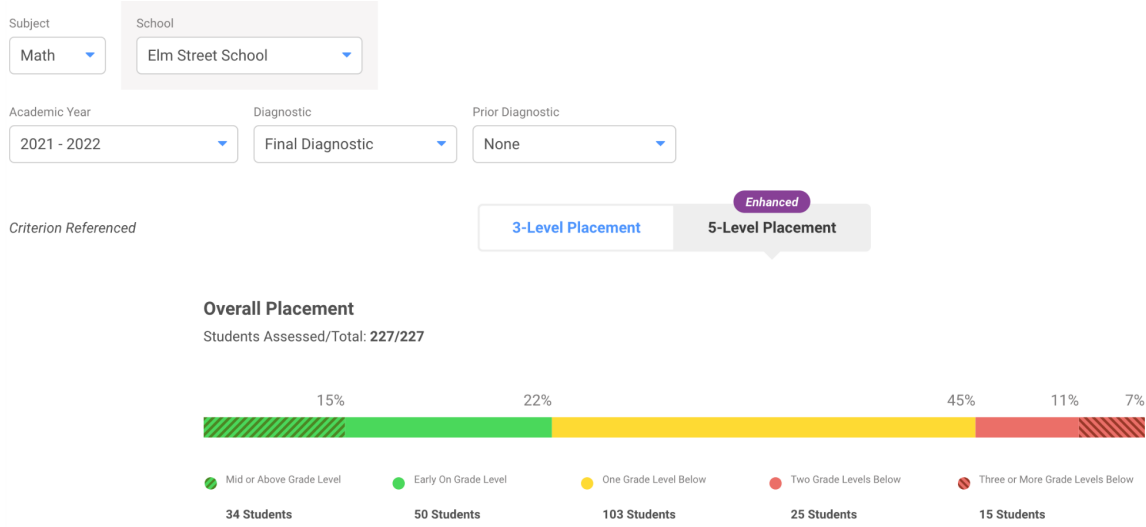 Subject
School
Math
Elm Street School
Academic Year
Diagnostic
Prior Diagnostic
2021 - 2022
Final Diagnostic
None
Enhanced
Criterion Referenced
3-Level Placement
5-Level Placement
Overall Placement
Students Assessed/Total: 227/227
15%
22%
45%
11%
7%
Mid or Above Grade Level
Early On Grade Level
One Grade Level Below
Two Grade Levels Below
Three or More Grade Levels Below
34 Students
50 Students
103 Students
25 Students
15 Students